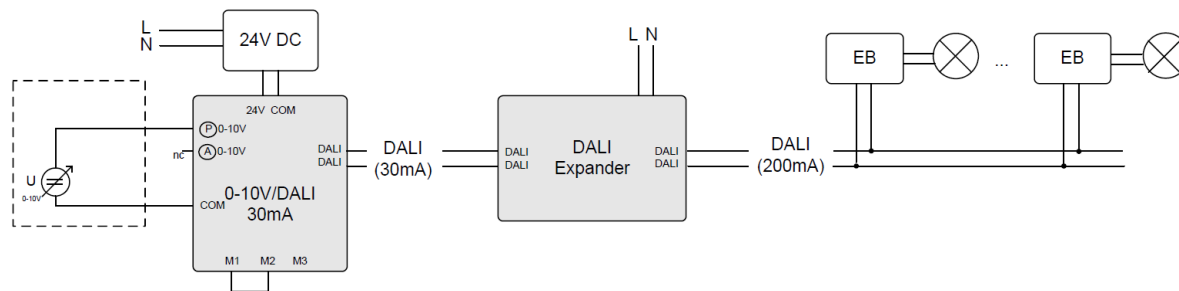 L
N
24V DC
24V COM
P 0-10V
nc A 0-10V
U
0-10V
COM
0-10V/DALI
30mA
DALI
DALI
M1 M2 M3
DALI
(30mA)
L N
DALI
DALI
DALI
Expander
DALI
DALI
DALI
(200mA)
EB
...
EB